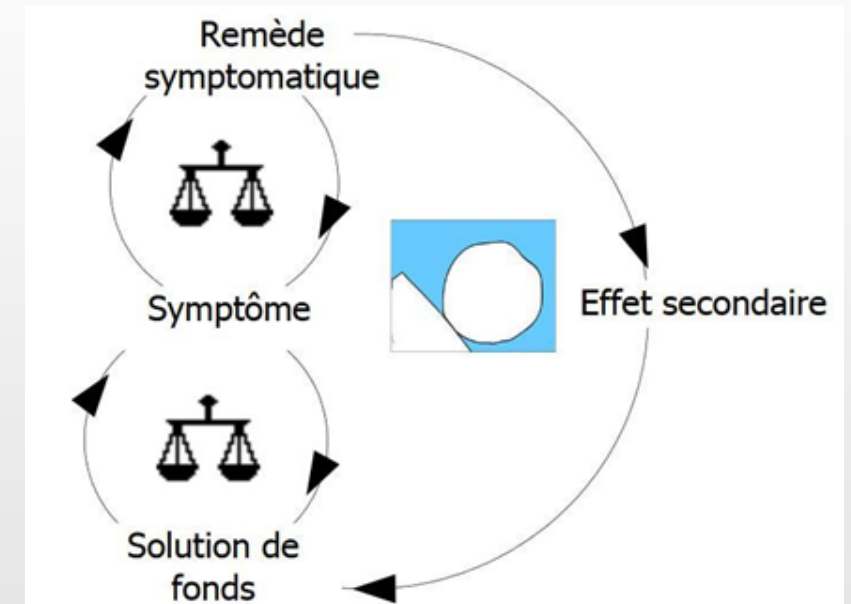 Remède
symptomatique
Symptôme
Effet secondaire
Solution de
fonds